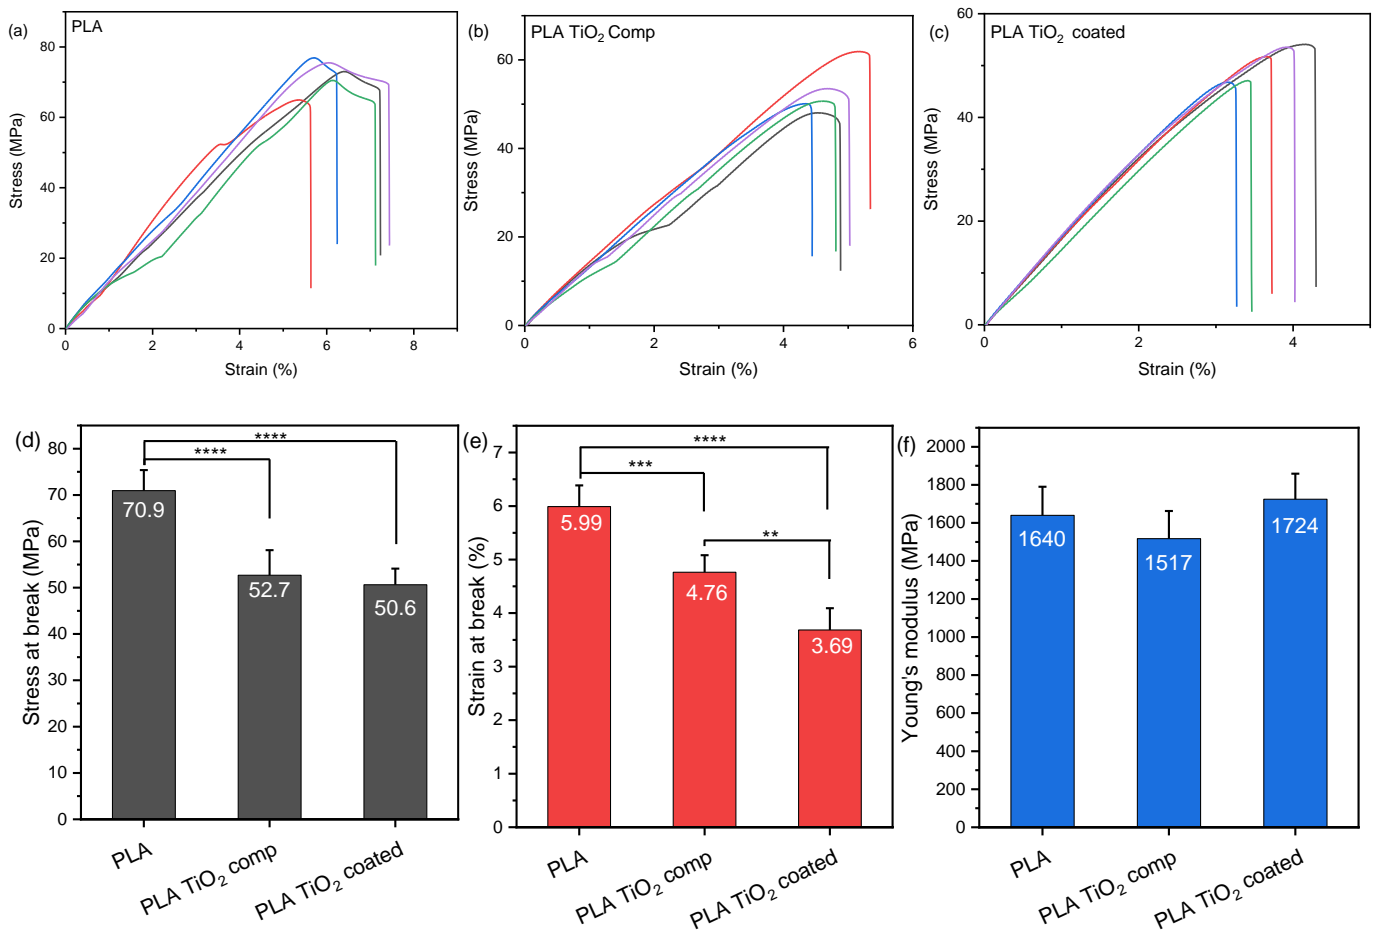 (a) PLA
80
60
40
20
0
0 2 4 6 8
Stress (MPa)
Strain (%)
(b) PLA TiO₂ Comp
60
40
20
0
0 2 4 6
Stress (MPa)
Strain (%)
(c) PLA TiO₂ coated
60
40
20
0
0 2 4
Stress (MPa)
Strain (%)
(d)
80
70
60
50
40
30
20
10
0
Stress at break (MPa)
****
****
70.9
52.7
50.6
PLA
PLA TiO₂ comp
PLA TiO₂ coated
(e)
7
6
5
4
3
2
1
0
Strain at break (%)
****
***
**
5.99
4.76
3.69
PLA
PLA TiO₂ comp
PLA TiO₂ coated
(f)
2000
1800
1600
1400
1200
1000
800
600
400
200
0
Young's modulus (MPa)
1640
1517
1724
PLA
PLA TiO₂ comp
PLA TiO₂ coated